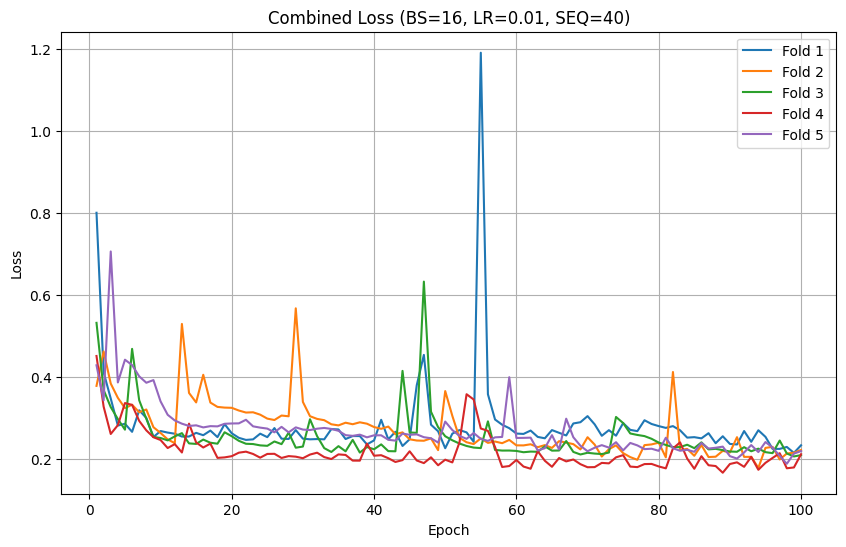 Combined Loss (BS=16, LR=0.01, SEQ=40)
Fold 1
Fold 2
Fold 3
Fold 4
Fold 5
1.2
1.0
0.8
0.6
0.4
0.2
Loss
0 20 40 60 80 100
Epoch